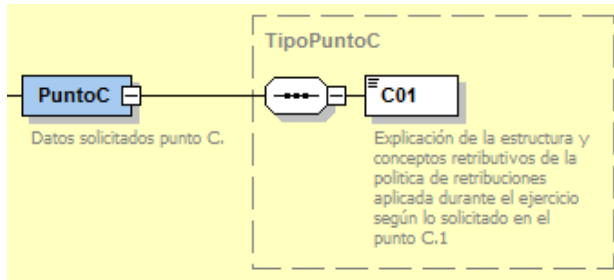 TipoPuntoC
PuntoC
C01
Datos solicitados punto C.
Explicación de la estructura y
conceptos retributivos de la
politica de retribuciones
aplicada durante el ejercicio
según lo solicitado en el
punto C.1